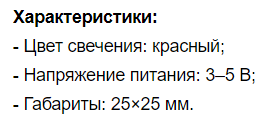 Характеристики:
- Цвет свечения: красный;
- Напряжение питания: 3–5 В;
- Габариты: 25×25 мм.